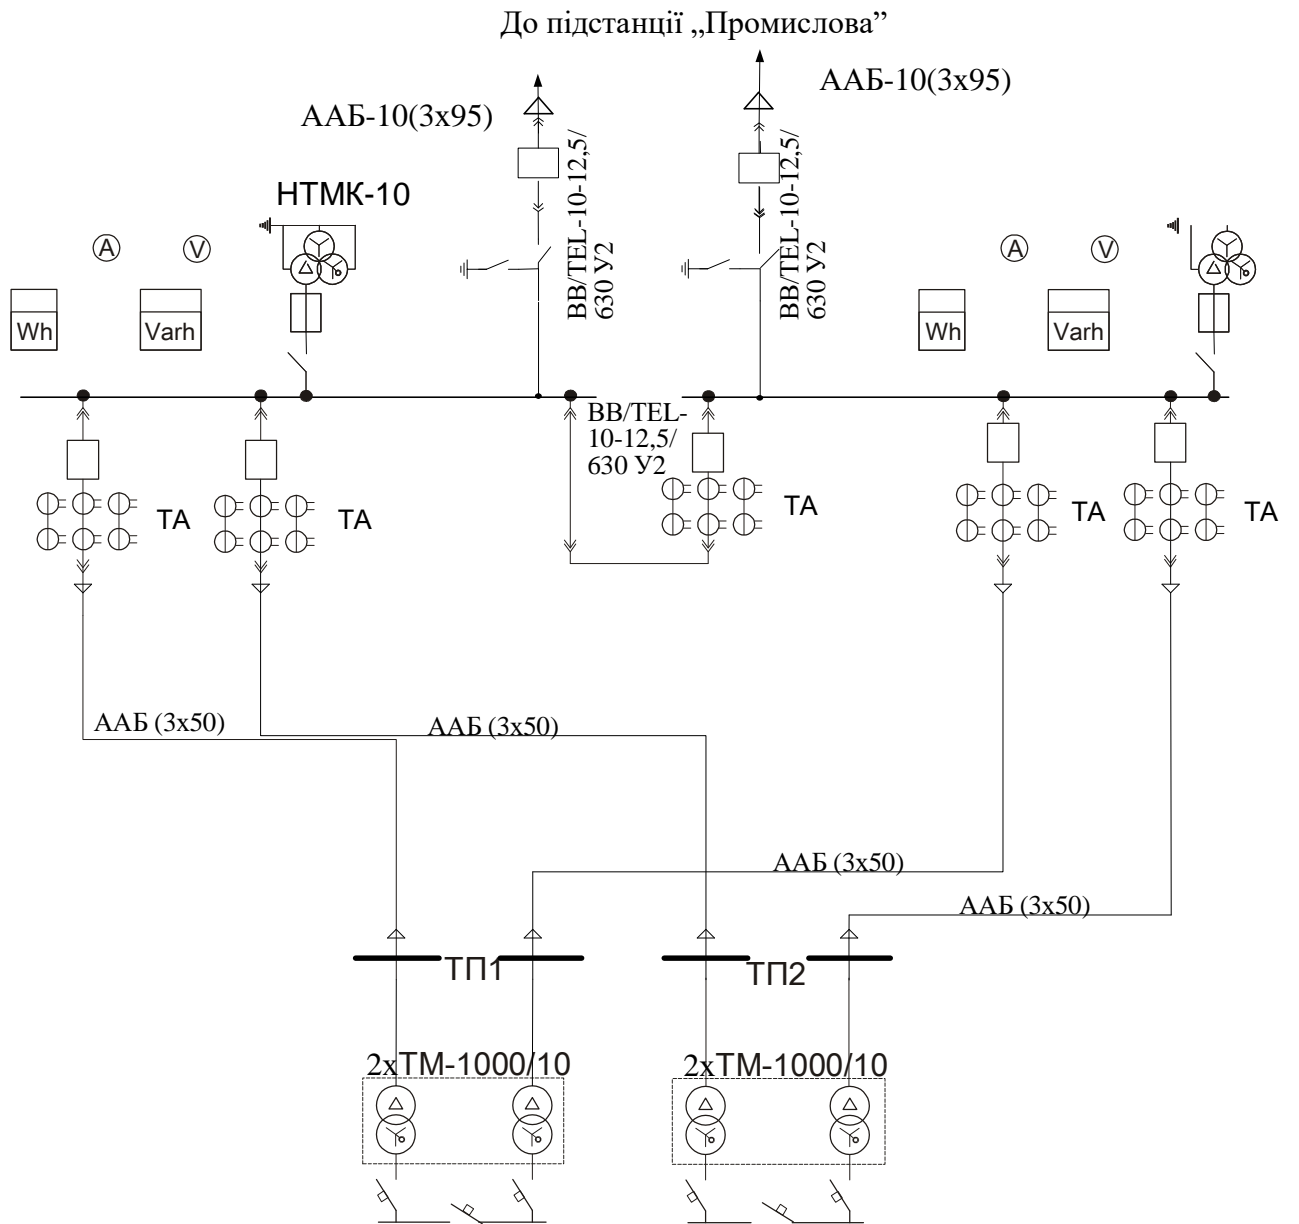 До підстанції „Промислова”
ААБ-10(3х95)
ААБ-10(3х95)
ВВ/TEL-10-12,5/
630 У2
ВВ/TEL-10-12,5/
630 У2
НТМК-10
A
V
A
V
Wh
Varh
Wh
Varh
ВВ/TEL-
10-12,5/
630 У2
ТА
ТА
ТА
ТА
ТА
ААБ (3х50)
ААБ (3х50)
ААБ (3х50)
ААБ (3х50)
ТП1
ТП2
2хТМ-1000/10
2хТМ-1000/10